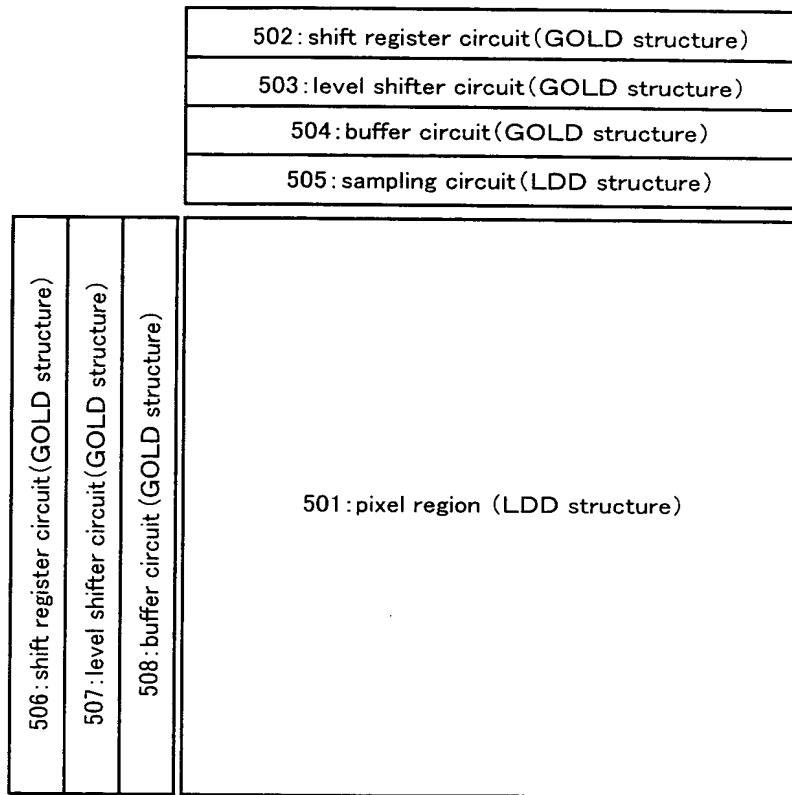 502:shift register circuit(GOLD structure)
503:level shifter circuit(GOLD structure)
504:buffer circuit(GOLD structure)
505:sampling circuit(LDD structure)
506:shift register circuit(GOLD structure)
507:level shifter circuit(GOLD structure)
508:buffer circuit(GOLD structure)
501:pixel region (LDD structure)